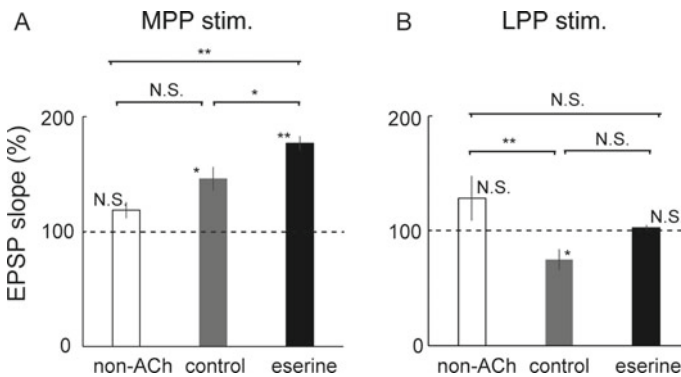 A MPP stim.
B LPP stim.
**
N.S. *
N.S.
** N.S.
EPSP slope (%)
200
100
0
N.S. * **
non-ACh control eserine
200
100
0
N.S. * N.S.
non-ACh control eserine